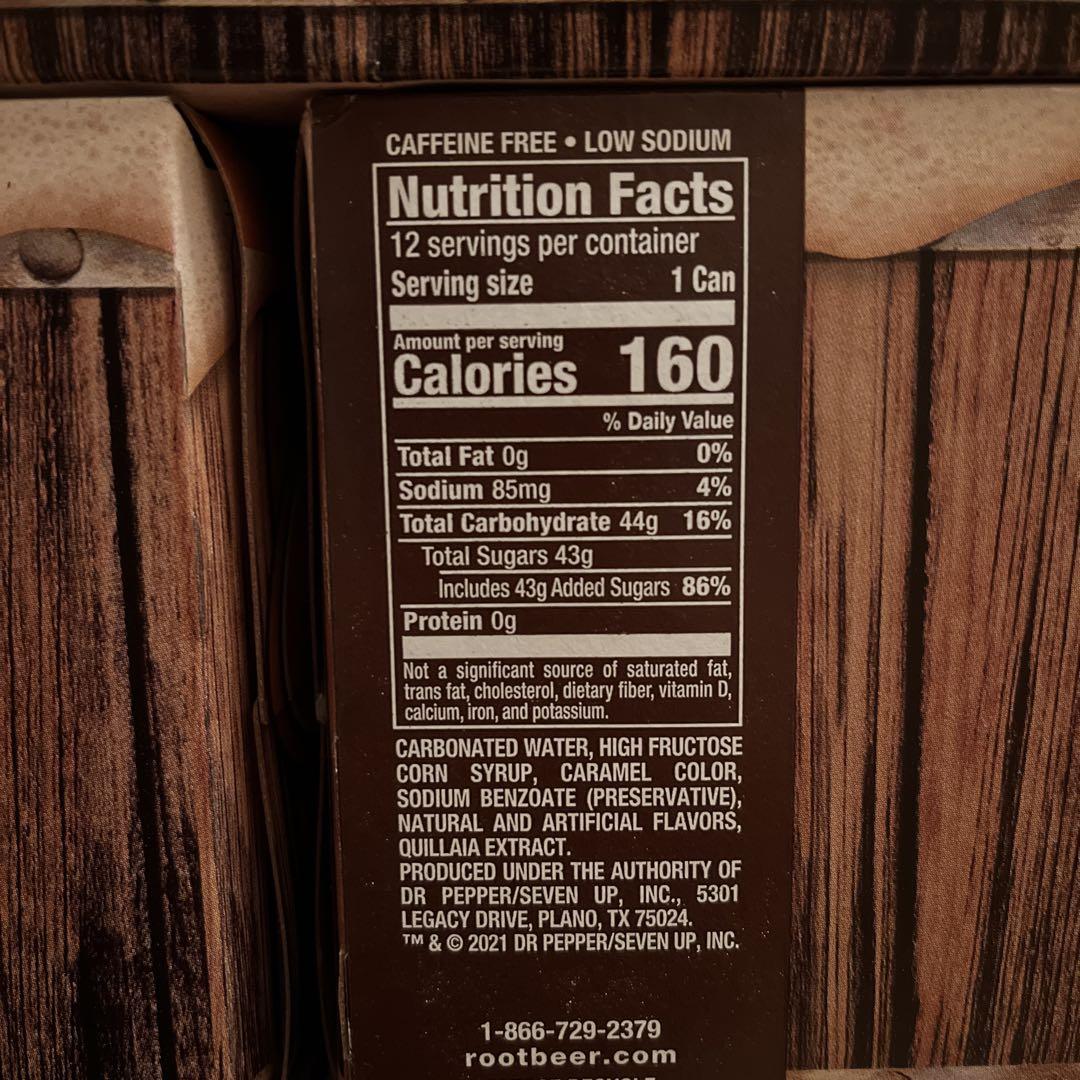 CAFFEINE FREE • LOW SODIUM
Nutrition Facts
12 servings per container
Serving size 1 Can
Amount per serving
Calories 160
% Daily Value
Total Fat 0g 0%
Sodium 85mg 4%
Total Carbohydrate 44g 16%
Total Sugars 43g
Includes 43g Added Sugars 86%
Protein 0g
Not a significant source of saturated fat,
trans fat, cholesterol, dietary fiber, vitamin D,
calcium, iron, and potassium.
CARBONATED WATER, HIGH FRUCTOSE
CORN SYRUP, CARAMEL COLOR,
SODIUM BENZOATE (PRESERVATIVE),
NATURAL AND ARTIFICIAL FLAVORS,
QUILLAIA EXTRACT.
PRODUCED UNDER THE AUTHORITY OF
DR PEPPER/SEVEN UP, INC., 5301
LEGACY DRIVE, PLANO, TX 75024.
™ & © 2021 DR PEPPER/SEVEN UP, INC.
1-866-729-2379
rootbeer.com